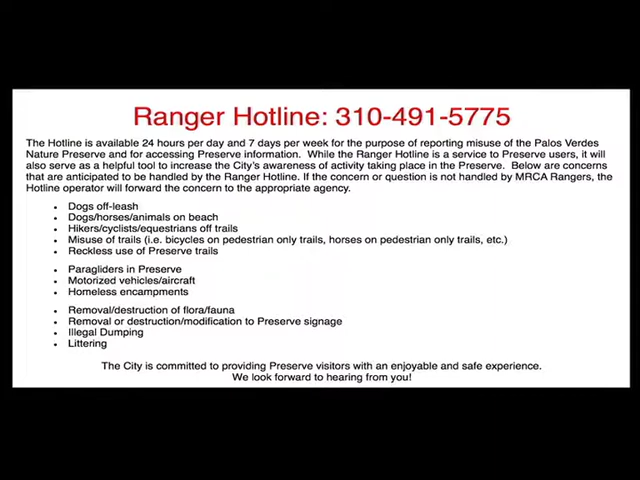 Ranger Hotline: 310-491-5775
The Hotline is available 24 hours per day and 7 days per week for the purpose of reporting misuse of the Palos Verdes
Nature Preserve and for accessing Preserve information. While the Ranger Hotline is a service to Preserve users, it will
also serve as a helpful tool to increase the City's awareness of activity taking place in the Preserve. Below are concerns
that are anticipated to be handled by the Ranger Hotline. If the concern or question is not handled by MRCA Rangers, the
Hotline operator will forward the concern to the appropriate agency.
• Dogs off-leash
• Dogs/horses/animals on beach
• Hikers/cyclists/equestrians off trails
• Misuse of trails (i.e. bicycles on pedestrian only trails, horses on pedestrian only trails, etc.)
• Reckless use of Preserve trails
• Paragliders in Preserve
• Motorized vehicles/aircraft
• Homeless encampments
• Removal/destruction of flora/fauna
• Removal or destruction/modification to Preserve signage
• Illegal Dumping
• Littering
The City is committed to providing Preserve visitors with an enjoyable and safe experience.
We look forward to hearing from you!